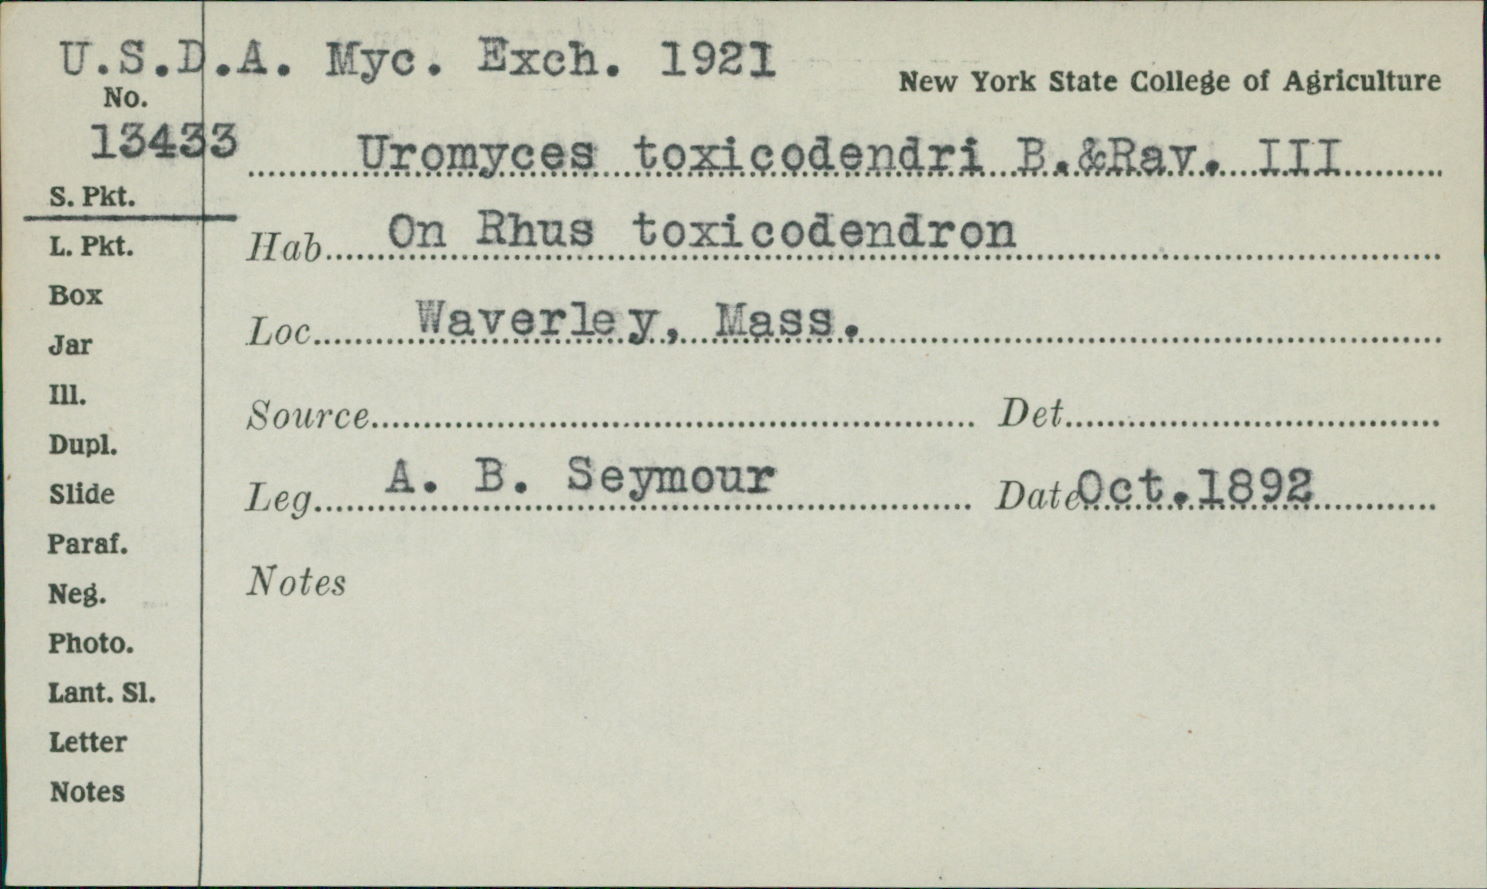 U.S.D.A. Myc. Exch. 1921
New York State College of Agriculture
No.
13433
Uromyces toxicodendri B.&Rav. III
S. Pkt.
Hab On Rhus toxicodendron
L. Pkt.
Box
Loc Waverley, Mass.
Jar
Ill.
Source Det
Dupl.
Leg A. B. Seymour Date Oct.1892
Slide
Paraf.
Notes
Neg.
Photo.
Lant. Sl.
Letter
Notes